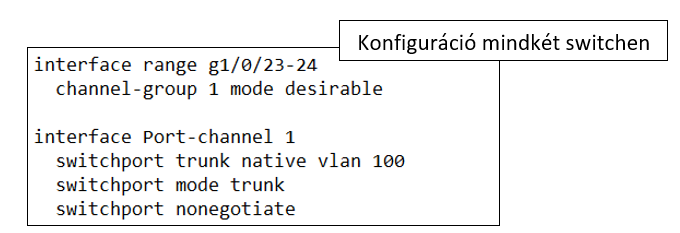 Konfiguráció mindkét switchen
interface range g1/0/23-24
channel-group 1 mode desirable
interface Port-channel 1
switchport trunk native vlan 100
switchport mode trunk
switchport nonegotiate